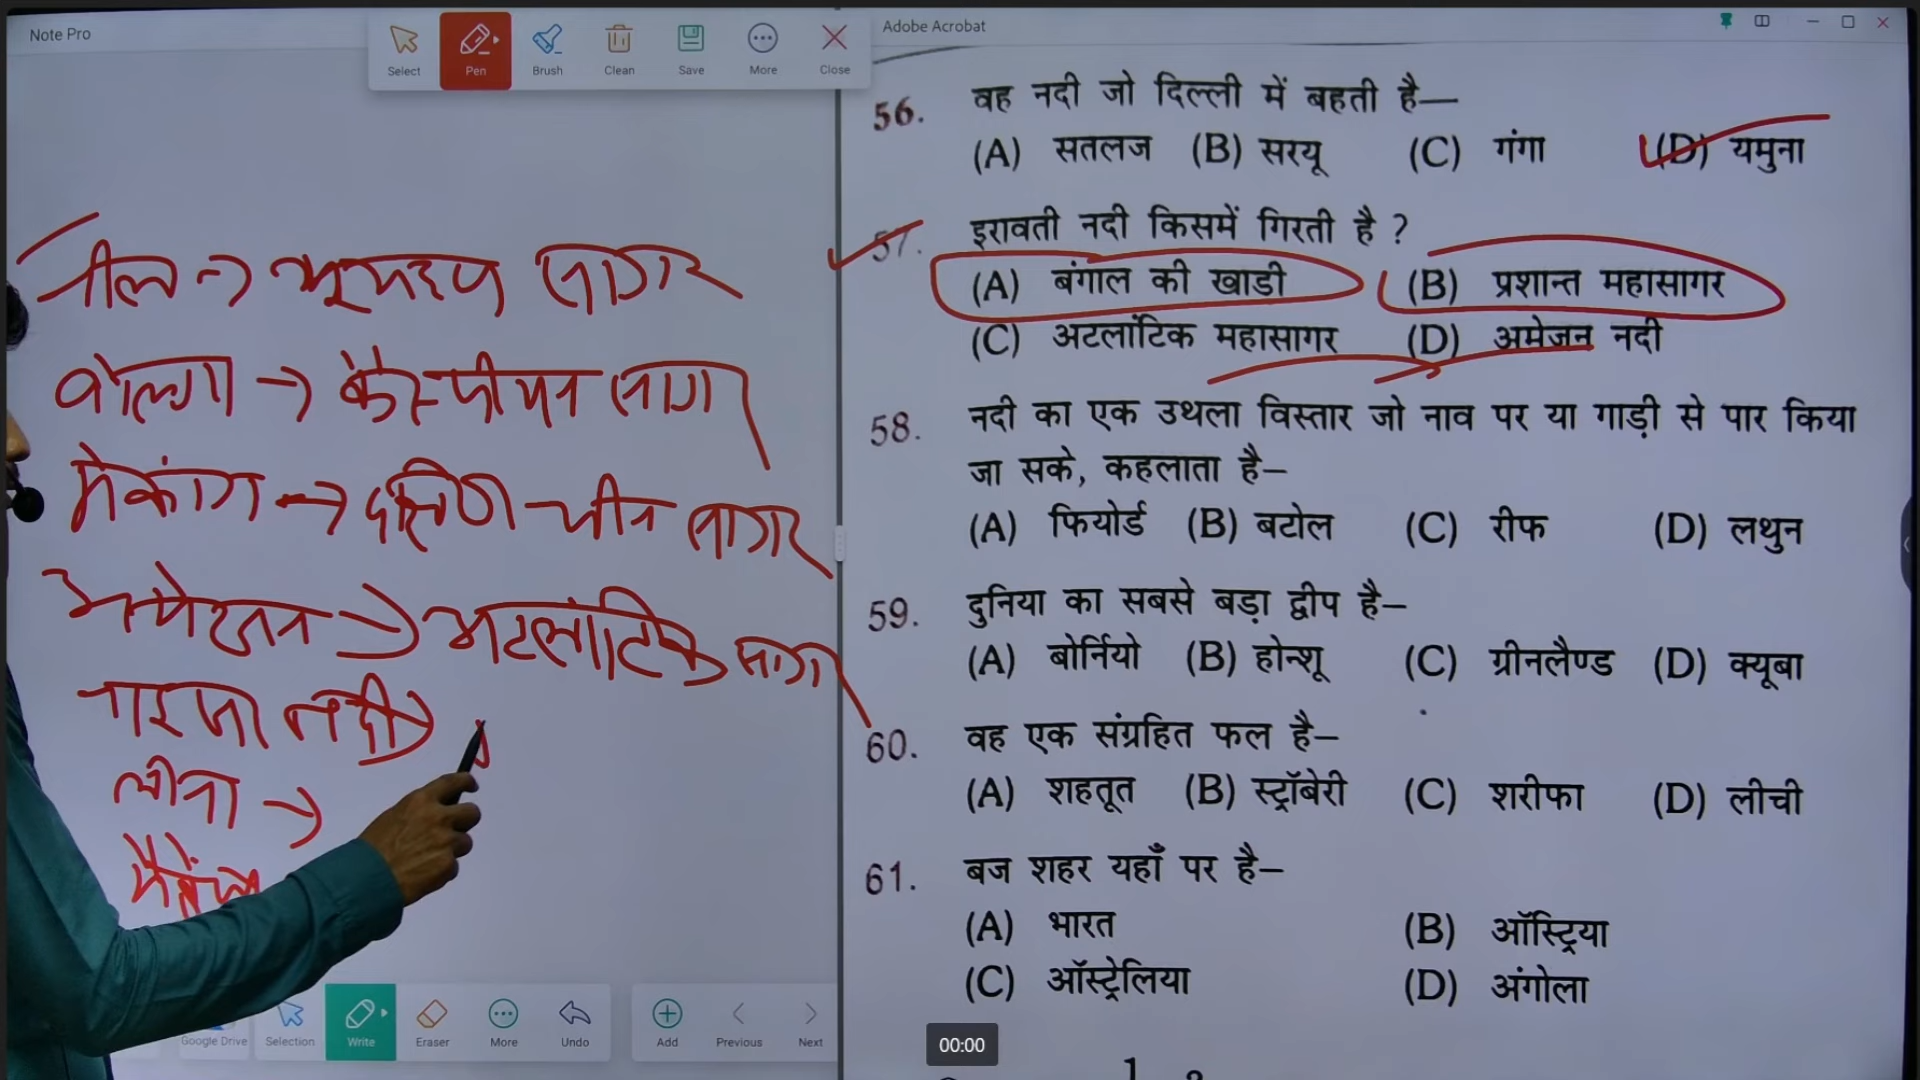 Note Pro
Select Pen Brush Clean Save More Close
Adobe Acrobat
नील → भूमध्य सागर
वोल्गा → कैस्पीयन सागर
मेकांग → दक्षिण चीन सागर
अमेजन → अटलांटिक सागर
नाइजर नदी →
लीना →
56. वह नदी जो दिल्ली में बहती है—
(A) सतलज (B) सरयू (C) गंगा (D) यमुना
57. इरावती नदी किसमें गिरती है ?
(A) बंगाल की खाडी (B) प्रशान्त महासागर
(C) अटलांटिक महासागर (D) अमेजन नदी
58. नदी का एक उथला विस्तार जो नाव पर या गाड़ी से पार किया
जा सके, कहलाता है–
(A) फियोर्ड (B) बटोल (C) रीफ (D) लथुन
59. दुनिया का सबसे बड़ा द्वीप है–
(A) बोर्नियो (B) होन्शू (C) ग्रीनलैण्ड (D) क्यूबा
60. वह एक संग्रहित फल है–
(A) शहतूत (B) स्ट्रॉबेरी (C) शरीफा (D) लीची
61. बज शहर यहाँ पर है–
(A) भारत (B) ऑस्ट्रिया
(C) ऑस्ट्रेलिया (D) अंगोला
Google Drive Selection Write Eraser More Undo Add Previous Next
00:00